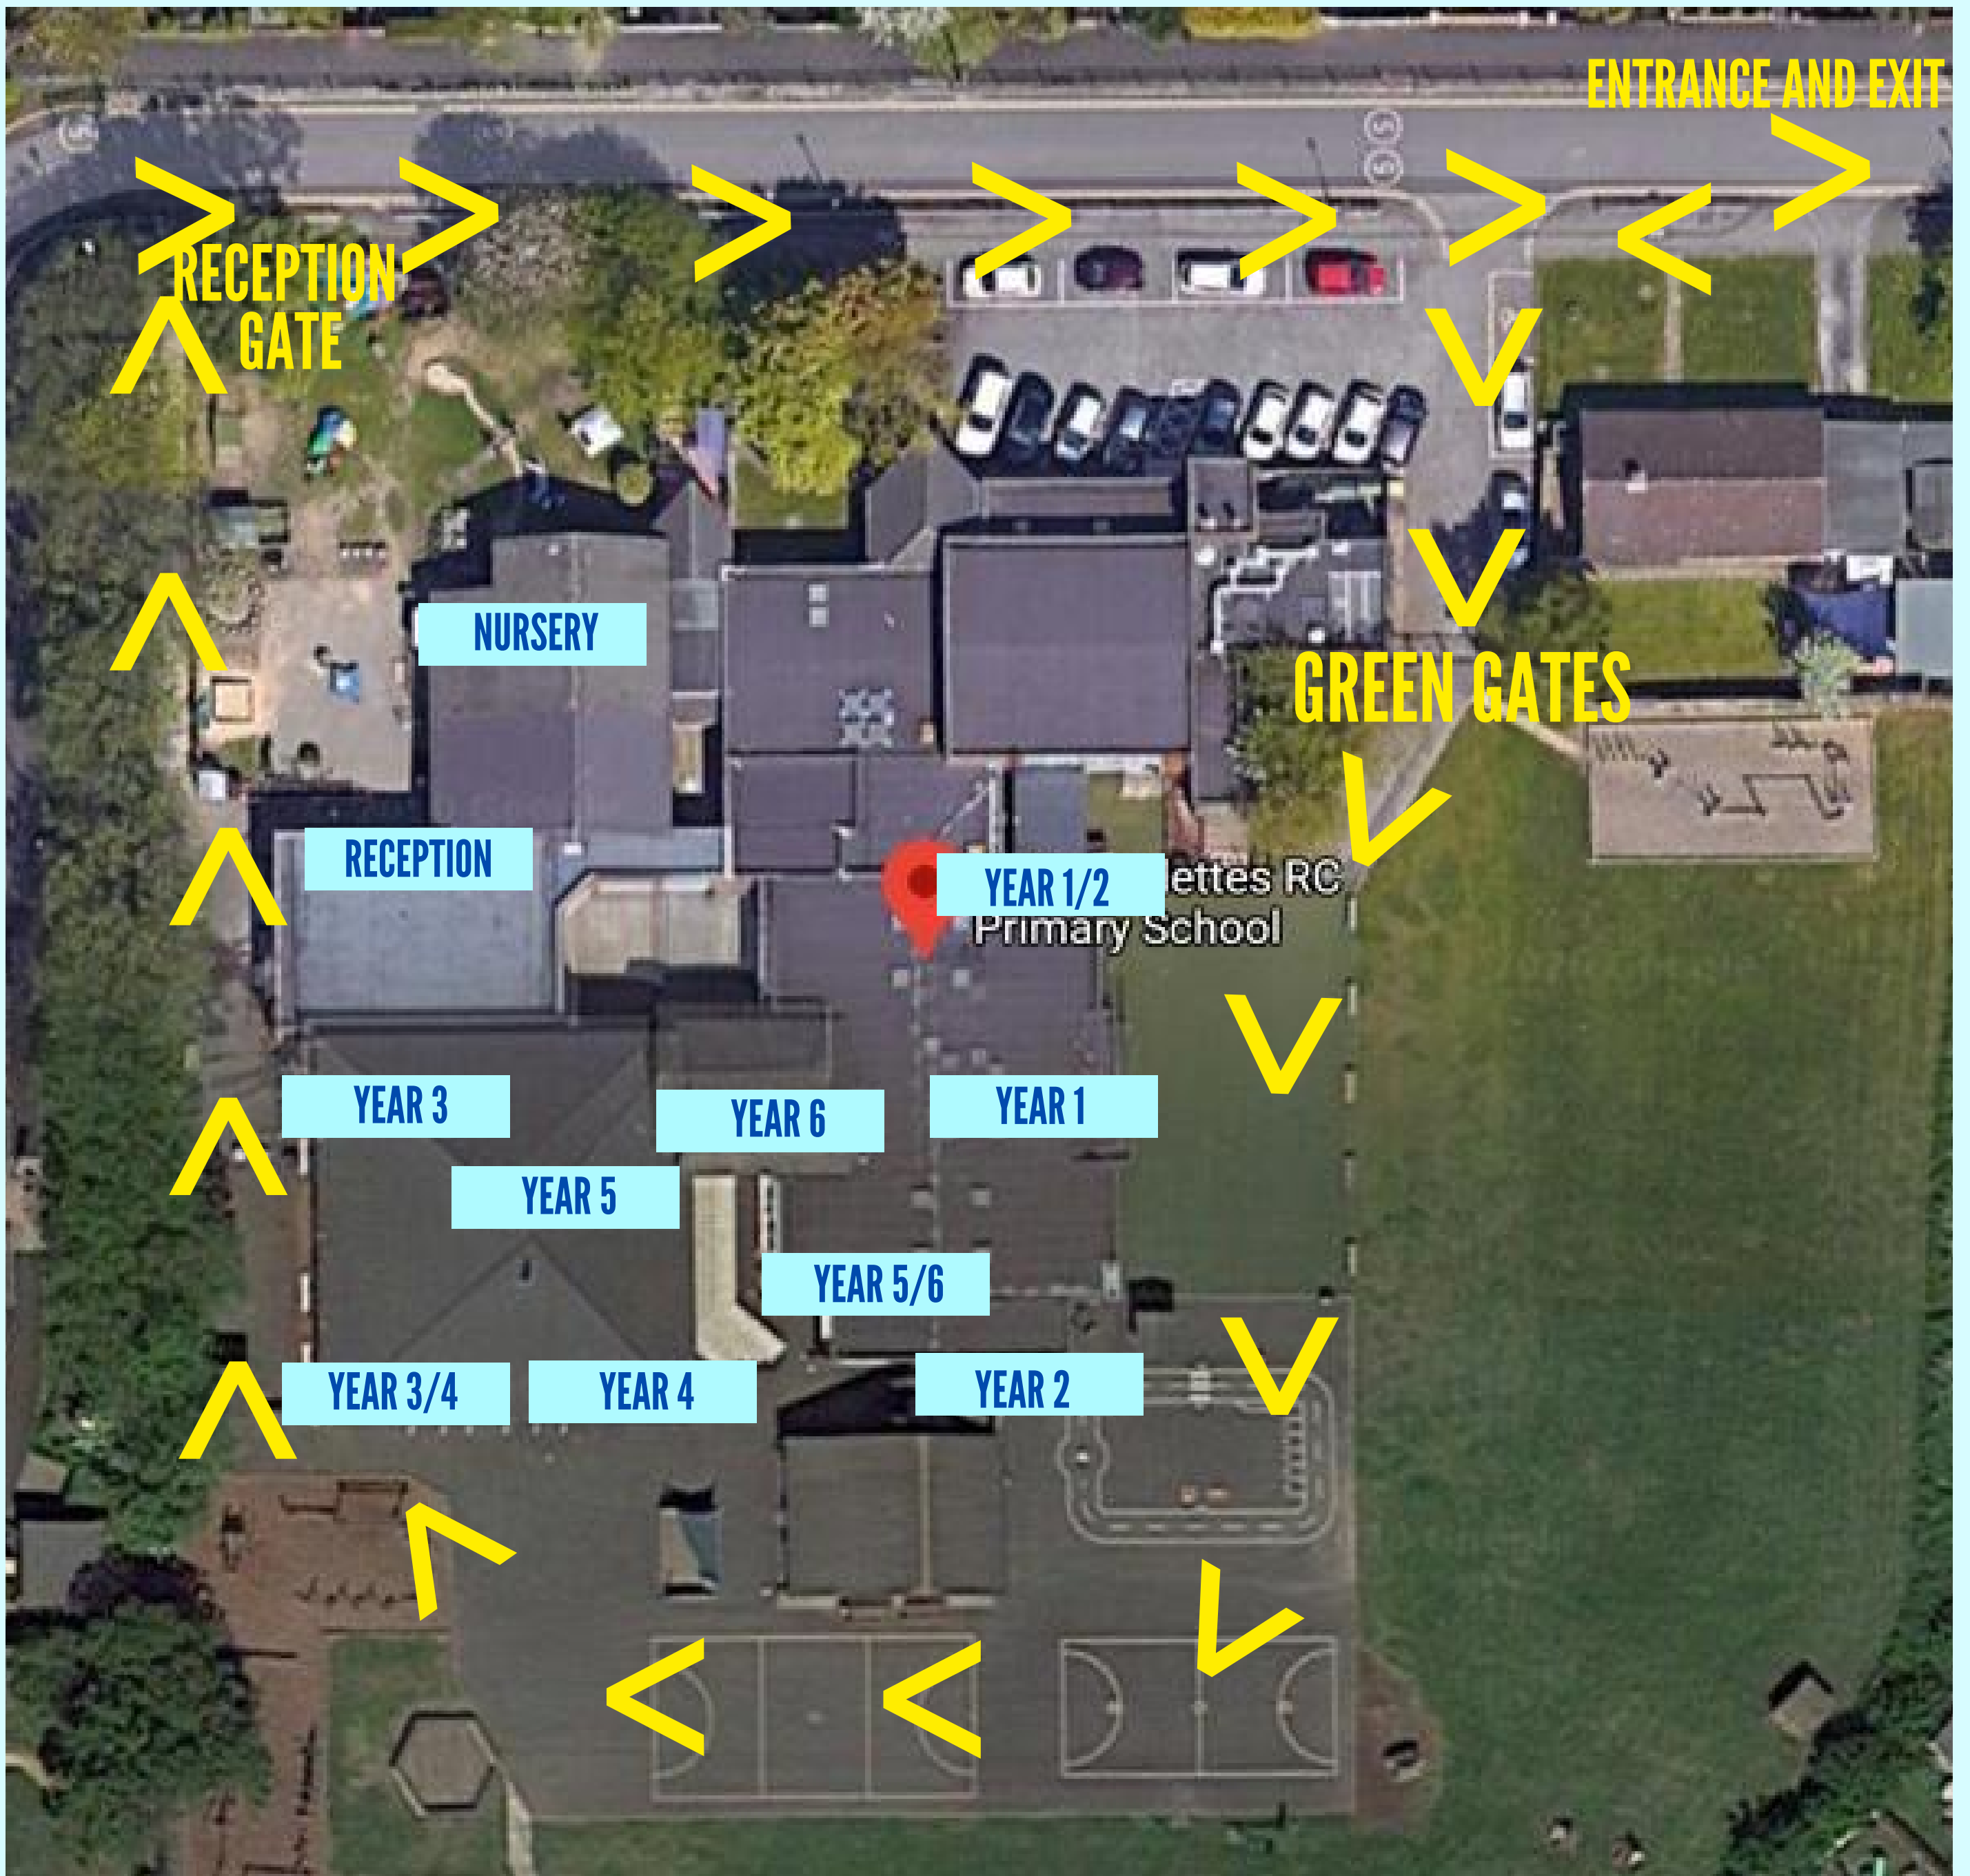 ENTRANCE AND EXIT
RECEPTION
GATE
NURSERY
GREEN GATES
RECEPTION
YEAR 1/2
lettes RC
Primary School
YEAR 3
YEAR 6
YEAR 1
YEAR 5
YEAR 5/6
YEAR 3/4
YEAR 4
YEAR 2